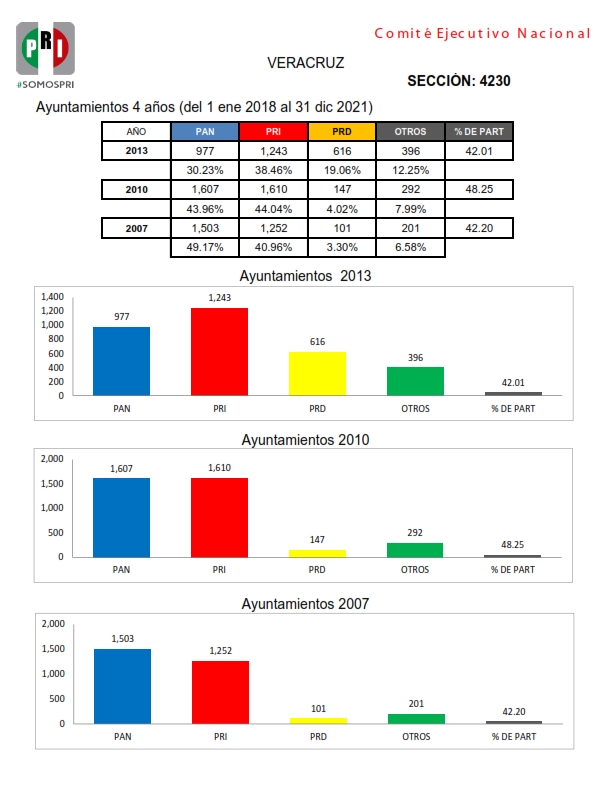 Comité Ejecutivo Nacional
PRI
#SOMOSPRI
VERACRUZ
SECCIÓN: 4230
Ayuntamientos 4 años (del 1 ene 2018 al 31 dic 2021)
AÑO PAN PRI PRD OTROS % DE PART
2013 977 1,243 616 396 42.01
30.23% 38.46% 19.06% 12.25%
2010 1,607 1,610 147 292 48.25
43.96% 44.04% 4.02% 7.99%
2007 1,503 1,252 101 201 42.20
49.17% 40.96% 3.30% 6.58%
Ayuntamientos 2013
1,400
1,200
1,000
800
600
400
200
0
977 1,243 616 396 42.01
PAN PRI PRD OTROS % DE PART
Ayuntamientos 2010
2,000
1,500
1,000
500
0
1,607 1,610 147 292 48.25
PAN PRI PRD OTROS % DE PART
Ayuntamientos 2007
2,000
1,500
1,000
500
0
1,503 1,252 101 201 42.20
PAN PRI PRD OTROS % DE PART